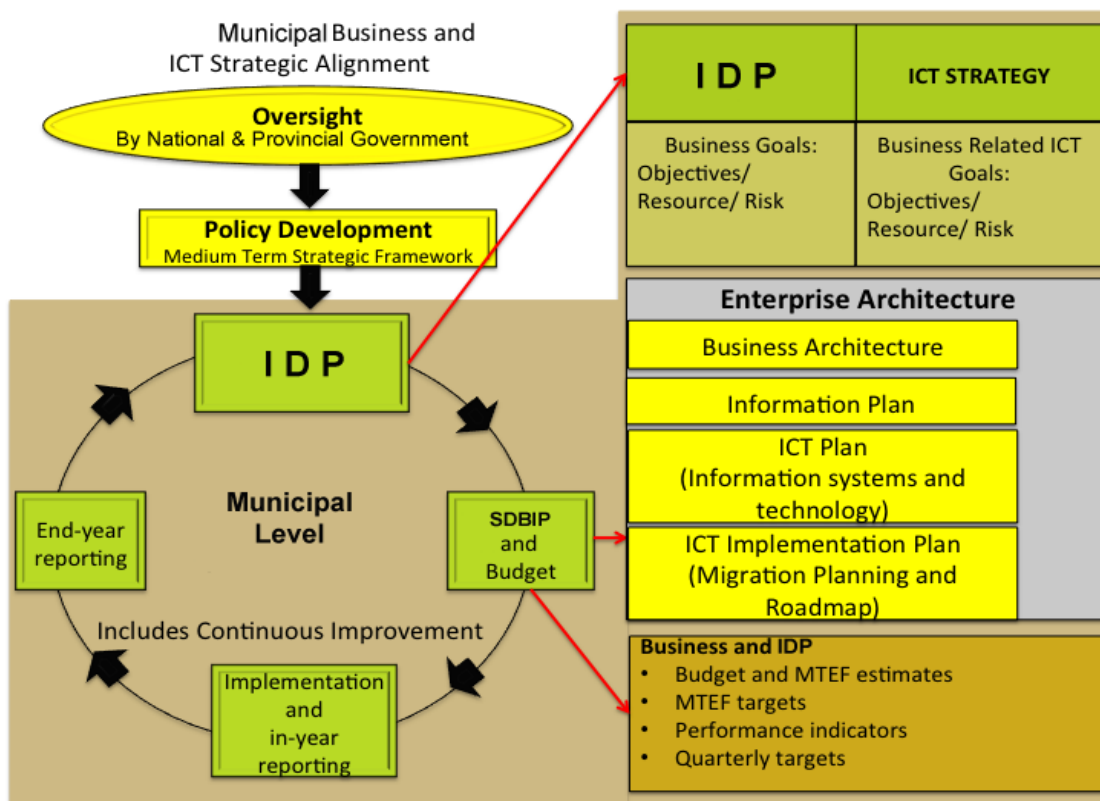 Municipal Business and
ICT Strategic Alignment
Oversight
By National & Provincial Government
Policy Development
Medium Term Strategic Framework
I D P
SDBIP
and
Budget
Implementation
and
in-year
reporting
End-year
reporting
Municipal
Level
Includes Continuous Improvement
I D P
ICT STRATEGY
Business Goals:
Objectives/
Resource/ Risk
Business Related ICT
Goals:
Objectives/
Resource/ Risk
Enterprise Architecture
Business Architecture
Information Plan
ICT Plan
(Information systems and
technology)
ICT Implementation Plan
(Migration Planning and
Roadmap)
Business and IDP
• Budget and MTEF estimates
• MTEF targets
• Performance indicators
• Quarterly targets